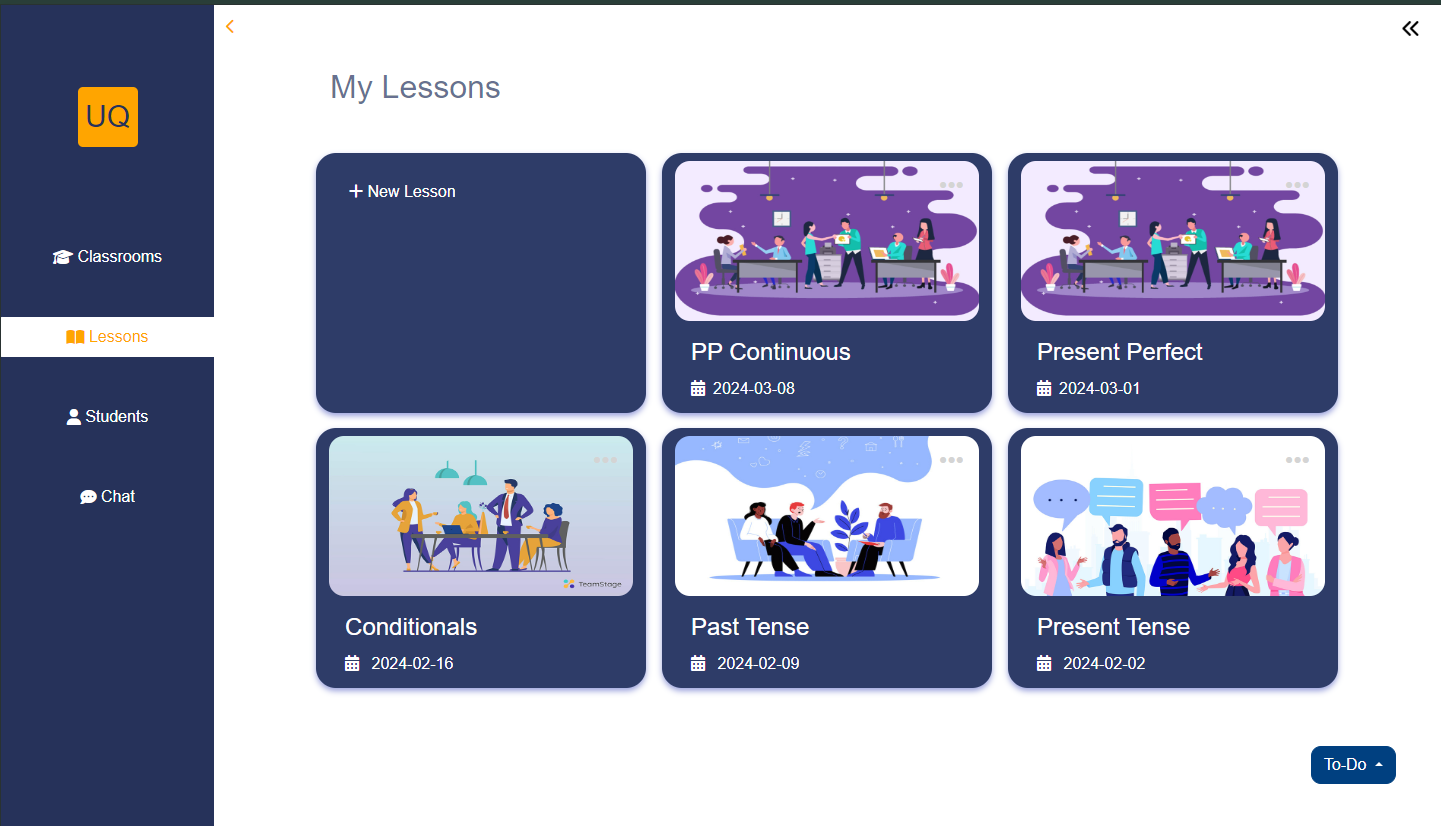 UQ
Classrooms
Lessons
Students
Chat
My Lessons
New Lesson
PP Continuous
2024-03-08
Present Perfect
2024-03-01
TeamStage
Conditionals
2024-02-16
Past Tense
2024-02-09
Present Tense
2024-02-02
To-Do